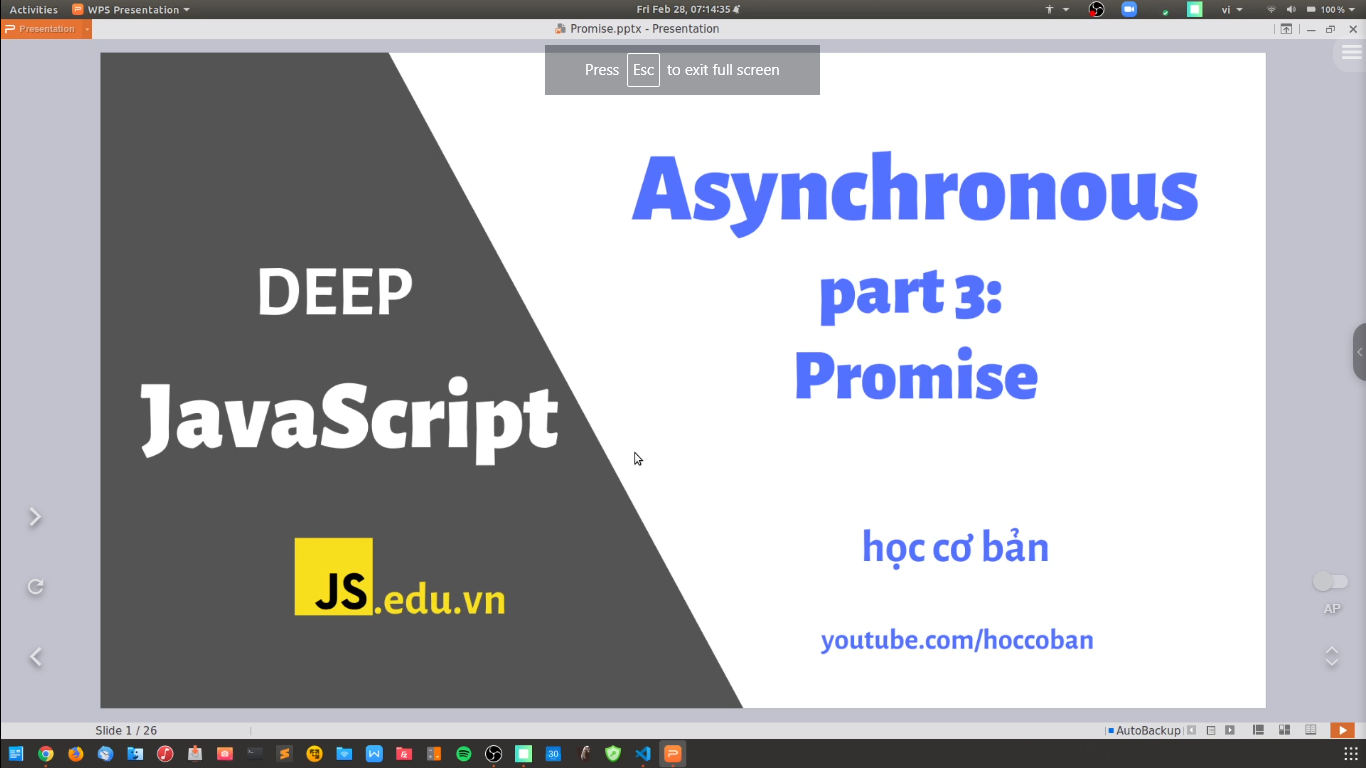 Activities WPS Presentation Fri Feb 28, 07:14:35 vi 100%
Presentation Promise.pptx - Presentation
Press Esc to exit full screen
Asynchronous
part 3:
Promise
DEEP
JavaScript
JS.edu.vn
học cơ bản
youtube.com/hoccoban
AP
Slide 1 / 26 AutoBackup
30